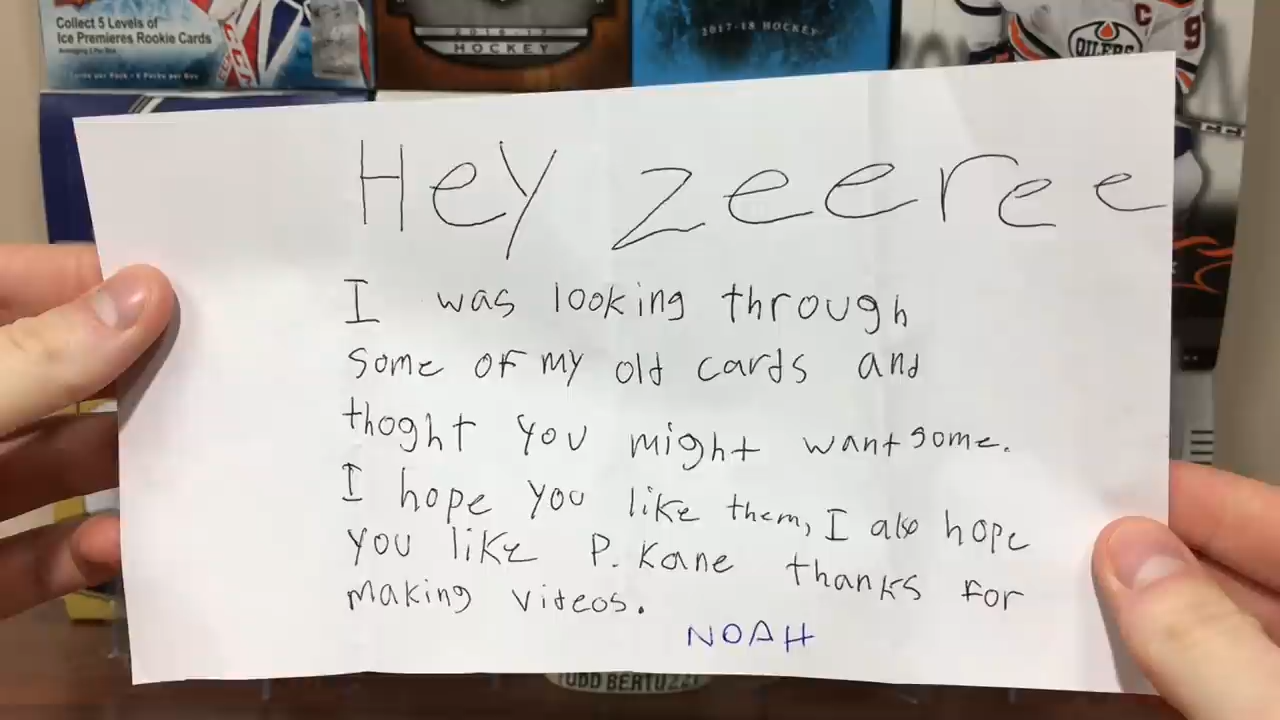 Collect 5 Levels of
Ice Premieres Rookie Cards
HOCKEY
2017-18 HOCKEY
C
OILERS
9
Hey zeeree
I was looking through
some of my old cards and
thoght you might want some.
I hope you like them, I also hope
you like P. Kane thanks for
making videos.
NOAH
TODD BERTUZZI